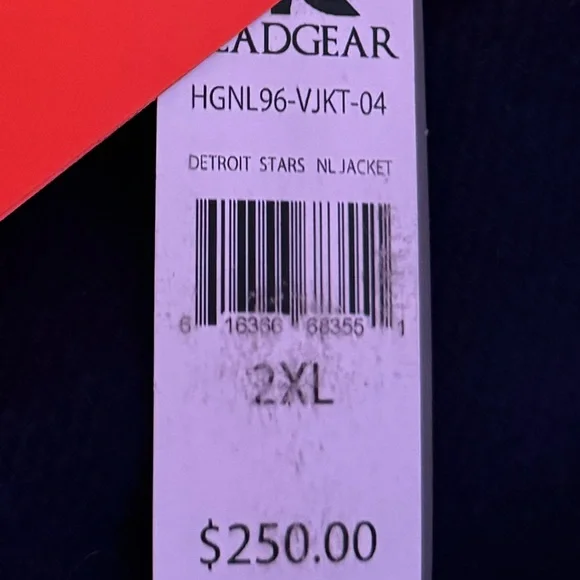 EADGEAR
HGNL96-VJKT-04
DETROIT STARS NL JACKET
6 16366 68355 1
2XL
$250.00